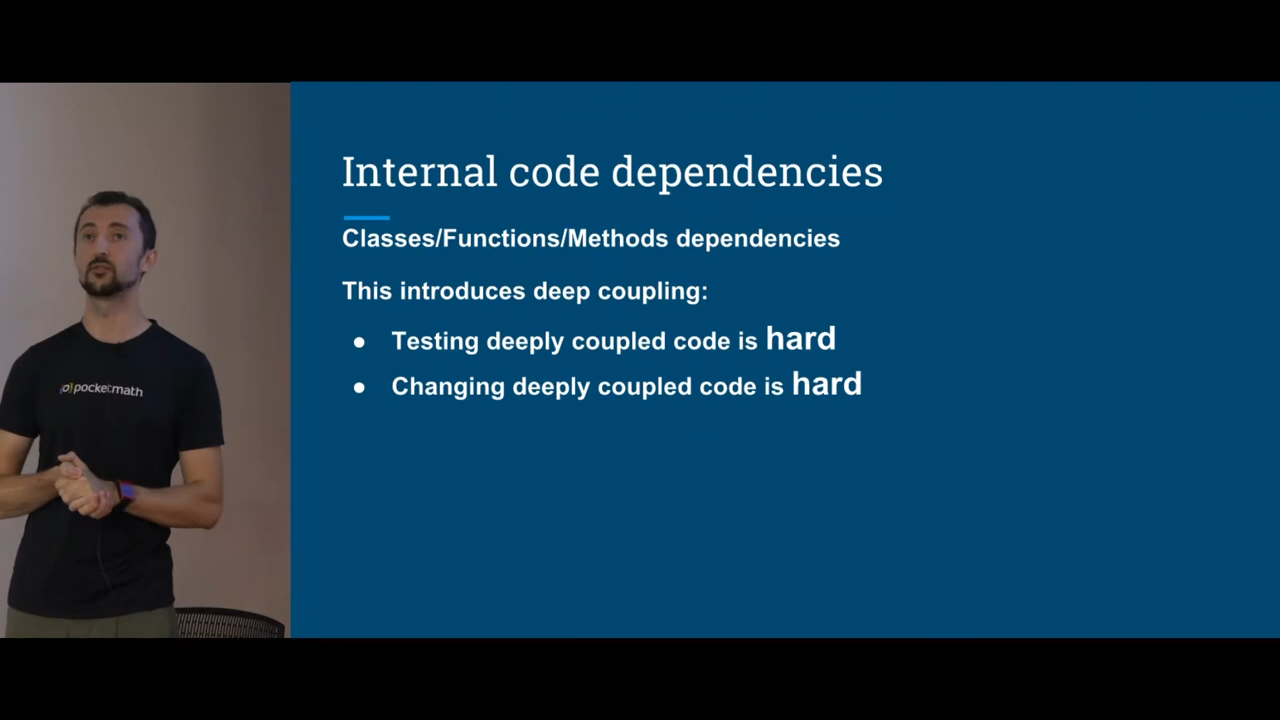 Internal code dependencies
Classes/Functions/Methods dependencies
This introduces deep coupling:
● Testing deeply coupled code is hard
● Changing deeply coupled code is hard
{o}pocketmath